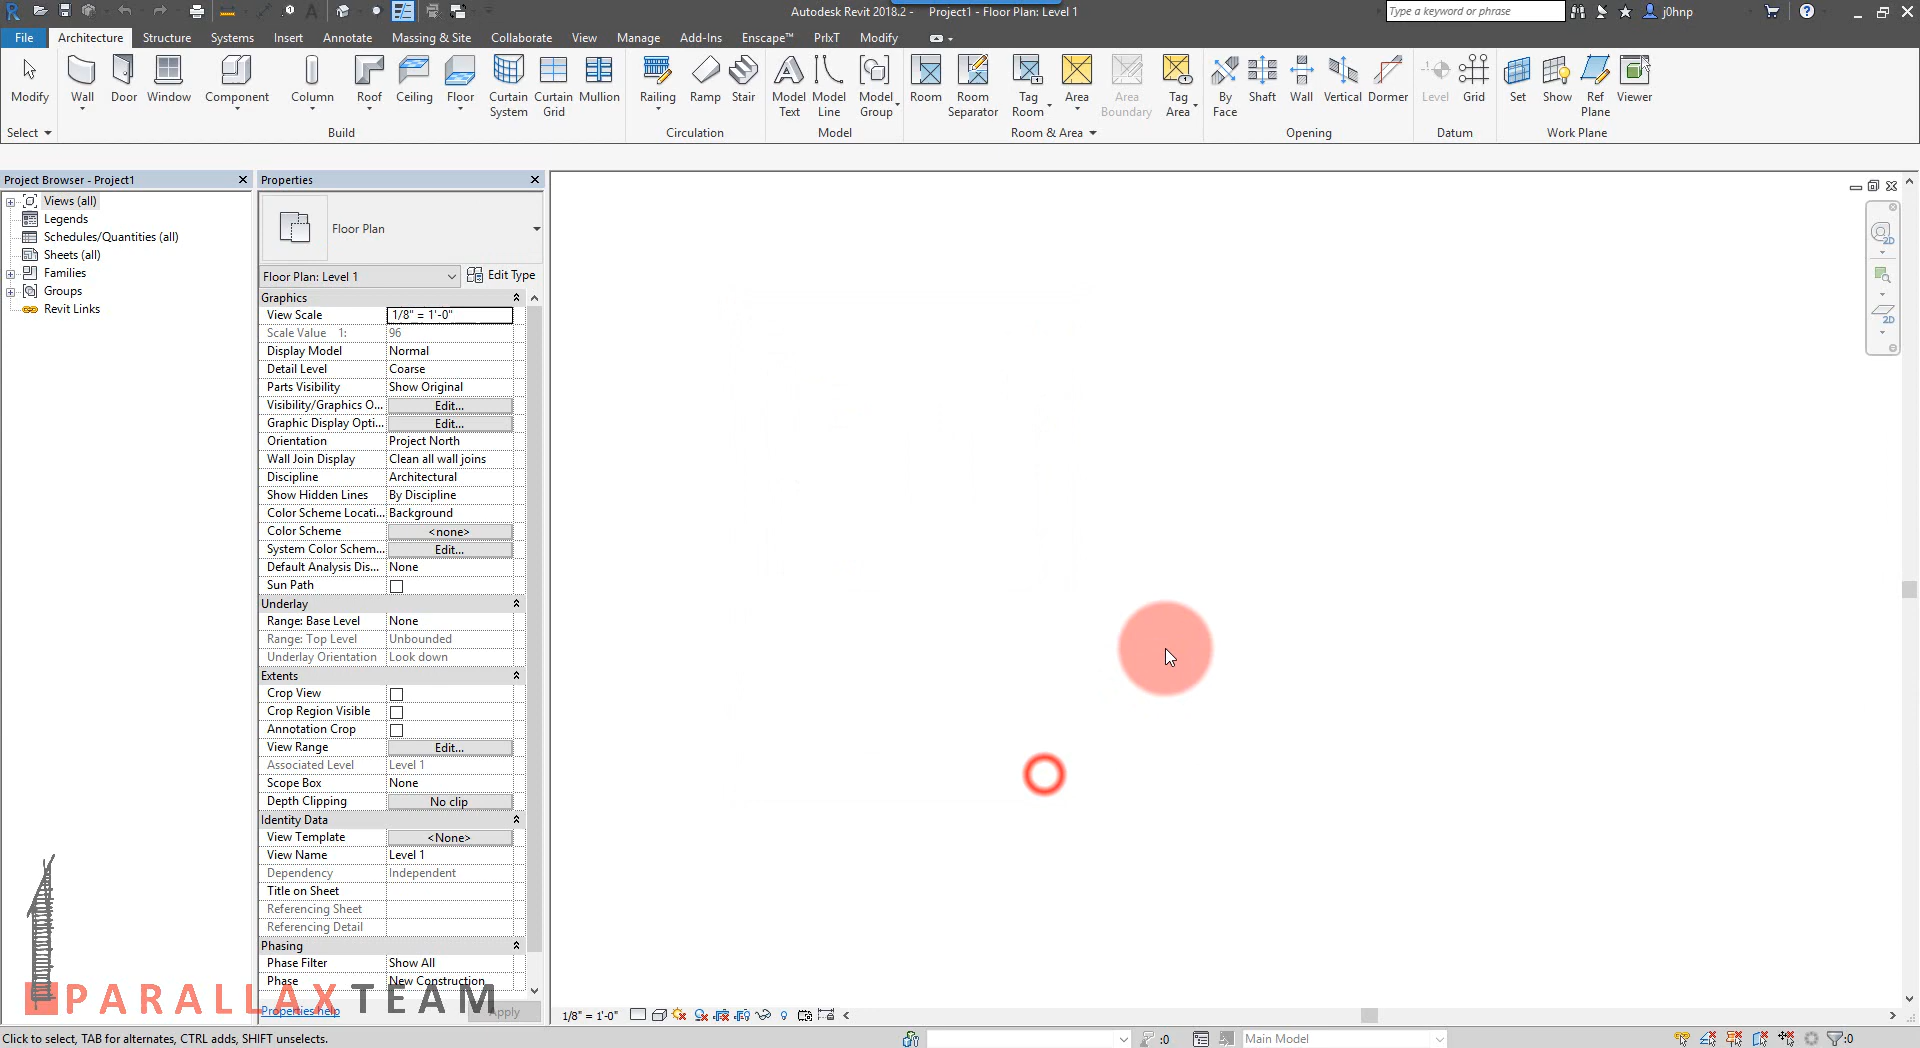 Autodesk Revit 2018.2 - Project1 - Floor Plan: Level 1
Type a keyword or phrase
j0hnp
File Architecture Structure Systems Insert Annotate Massing & Site Collaborate View Manage Add-Ins Enscape™ PrlxT Modify
Modify Wall Door Window Component Column Roof Ceiling Floor Curtain System Curtain Grid Mullion Railing Ramp Stair Model Text Model Line Model Group Room Room Separator Tag Room Area Area Boundary Tag Area By Face Shaft Wall Vertical Dormer Level Grid Set Show Ref Plane Viewer
Select Build Circulation Model Room & Area Opening Datum Work Plane
Project Browser - Project1
Views (all)
Legends
Schedules/Quantities (all)
Sheets (all)
Families
Groups
Revit Links
Properties
Floor Plan
Floor Plan: Level 1 Edit Type
Graphics
View Scale 1/8" = 1'-0"
Scale Value 1: 96
Display Model Normal
Detail Level Coarse
Parts Visibility Show Original
Visibility/Graphics O... Edit...
Graphic Display Opti... Edit...
Orientation Project North
Wall Join Display Clean all wall joins
Discipline Architectural
Show Hidden Lines By Discipline
Color Scheme Locati... Background
Color Scheme <none>
System Color Schem... Edit...
Default Analysis Dis... None
Sun Path
Underlay
Range: Base Level None
Range: Top Level Unbounded
Underlay Orientation Look down
Extents
Crop View
Crop Region Visible
Annotation Crop
View Range Edit...
Associated Level Level 1
Scope Box None
Depth Clipping No clip
Identity Data
View Template <None>
View Name Level 1
Dependency Independent
Title on Sheet
Referencing Sheet
Referencing Detail
Phasing
Phase Filter Show All
Phase New Construction
Properties help Apply
PARALLAXTEAM
2D
2D
1/8" = 1'-0"
Click to select, TAB for alternates, CTRL adds, SHIFT unselects.
:0
Main Model
:0